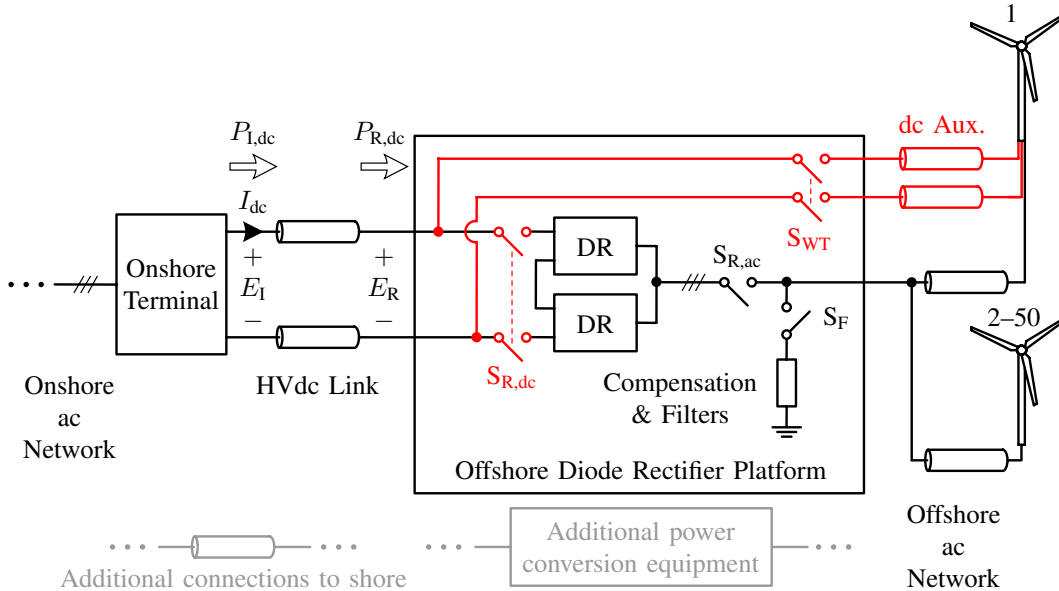 1
dc Aux.
P_I,dc
P_R,dc
I_dc
S_WT
DR
S_R,ac
Onshore
Terminal
+
E_I
−
+
E_R
−
DR
S_F
2–50
S_R,dc
HVdc Link
Compensation
& Filters
Onshore
ac
Network
Offshore Diode Rectifier Platform
Offshore
ac
Network
Additional connections to shore
Additional power
conversion equipment